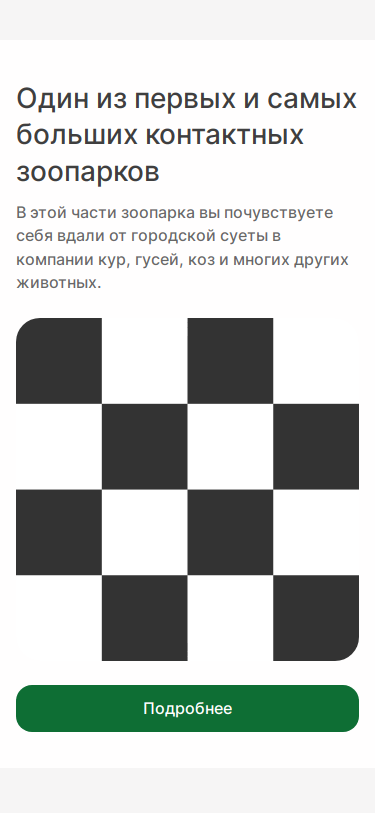 Один из первых и самых
больших контактных
зоопарков
В этой части зоопарка вы почувствуете
себя вдали от городской суеты в
компании кур, гусей, коз и многих других
животных.
Подробнее